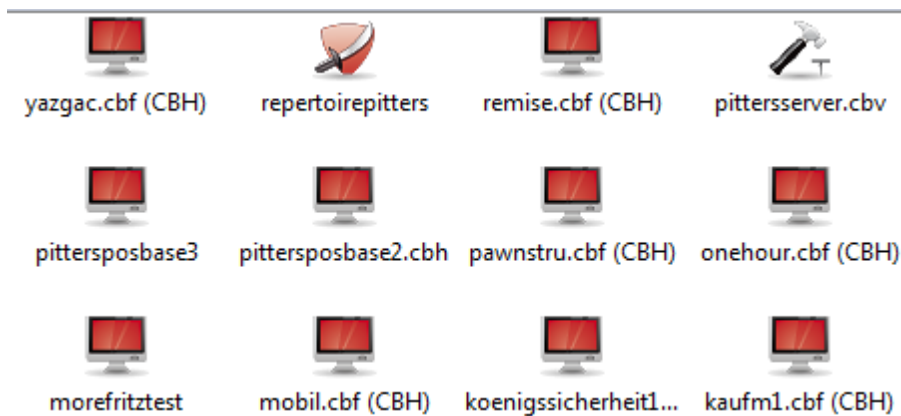 yazgac.cbf (CBH) repertoirepitters remise.cbf (CBH) pittersserver.cbv
pittersposbase3 pittersposbase2.cbh pawnstru.cbf (CBH) onehour.cbf (CBH)
morefritztest mobil.cbf (CBH) koenigssicherheit1... kaufm1.cbf (CBH)